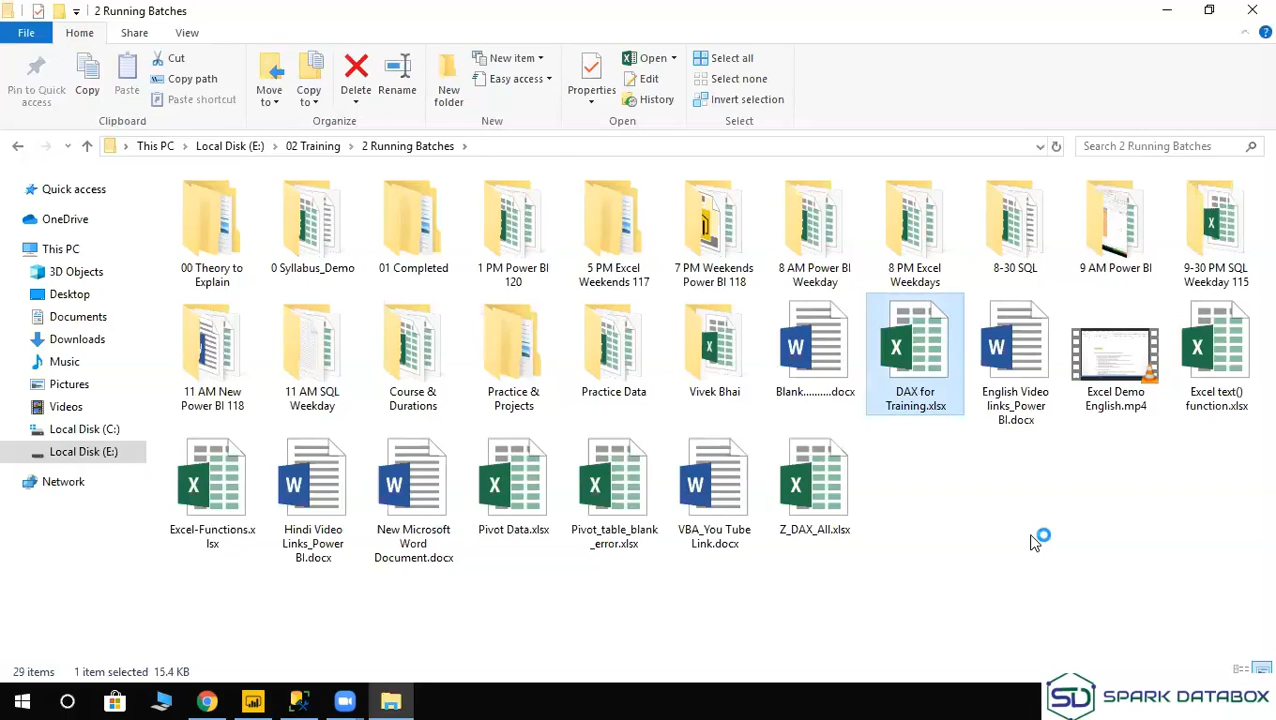 2 Running Batches
File
Home
Share
View
Pin to Quick access
Copy
Paste
Cut
Copy path
Paste shortcut
Clipboard
Move to
Copy to
Delete
Rename
Organize
New folder
New item
Easy access
New
Properties
Open
Edit
History
Open
Select all
Select none
Invert selection
Select
This PC
Local Disk (E:)
02 Training
2 Running Batches
Search 2 Running Batches
Quick access
OneDrive
This PC
3D Objects
Desktop
Documents
Downloads
Music
Pictures
Videos
Local Disk (C:)
Local Disk (E:)
Network
00 Theory to
Explain
0 Syllabus_Demo
01 Completed
1 PM Power BI
120
5 PM Excel
Weekends 117
7 PM Weekends
Power BI 118
8 AM Power BI
Weekday
8 PM Excel
Weekdays
8-30 SQL
9 AM Power BI
9-30 PM SQL
Weekday 115
11 AM New
Power BI 118
11 AM SQL
Weekday
Course &
Durations
Practice &
Projects
Practice Data
Vivek Bhai
Blank..........docx
DAX for
Training.xlsx
English Video
links_Power
BI.docx
Excel Demo
English.mp4
Excel text()
function.xlsx
Excel-Functions.x
lsx
Hindi Video
Links_Power
BI.docx
New Microsoft
Word
Document.docx
Pivot Data.xlsx
Pivot_table_blank
_error.xlsx
VBA_You Tube
Link.docx
Z_DAX_All.xlsx
29 items
1 item selected 15.4 KB
SD SPARK DATABOX